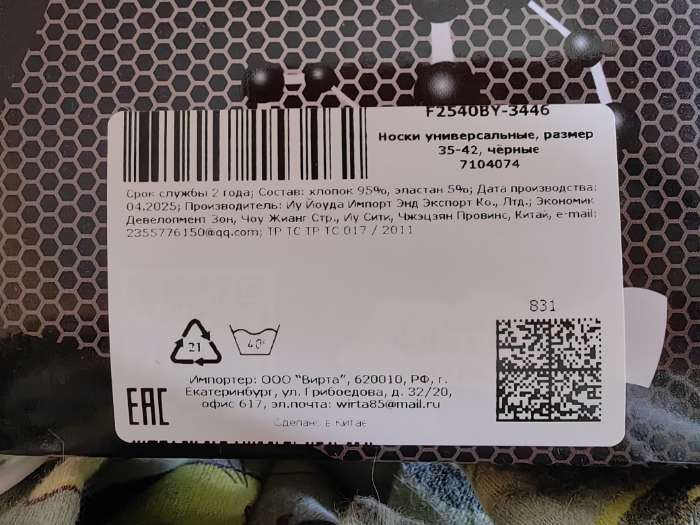 F2540BY-3446
Носки универсальные, размер
35-42, чёрные
7104074
Срок службы 2 года; Состав: хлопок 95%, эластан 5%; Дата производства:
04.2025; Производитель: Иу Йоуда Импорт Энд Экспорт Ко., Лтд.; Экономик
Девелопмент Зон, Чоу Жианг Стр., Иу Сити, Чжэцзян Провинс, Китай, e-mail:
2355776150@qq.com; ТР ТС ТР ТС 017 / 2011
831
21
40°
Импортер: ООО "Вирта", 620010, РФ, г.
Екатеринбург, ул. Грибоедова, д. 32/20,
офис 617, эл.почта: wirta85@mail.ru
EAC
Сделано в Китае